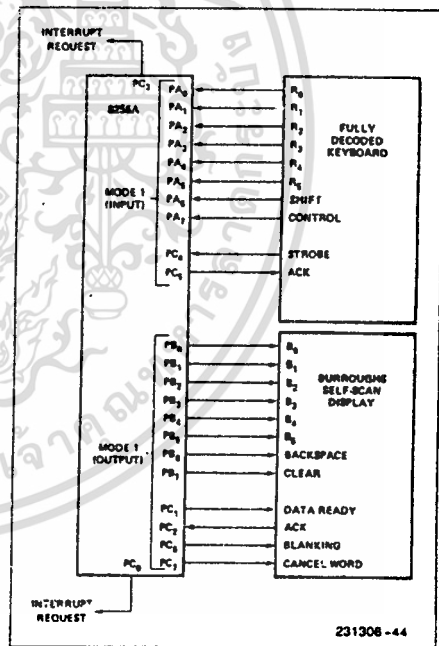 INTERRUPT
REQUEST
PC3
8255A
MODE 1
(INPUT)
PA0
PA1
PA2
PA3
PA4
PA5
PA6
PA7
PC4
PC5
R0
R1
R2
R3
R4
R5
SHIFT
CONTROL
STROBE
ACK
FULLY
DECODED
KEYBOARD
MODE 1
(OUTPUT)
PB0
PB1
PB2
PB3
PB4
PB5
PB6
PB7
PC1
PC2
PC6
PC7
B0
B1
B2
B3
B4
B5
BACKSPACE
CLEAR
DATA READY
ACK
BLANKING
CANCEL WORD
BURROUGHS
SELF-SCAN
DISPLAY
PC0
INTERRUPT
REQUEST
231308-44